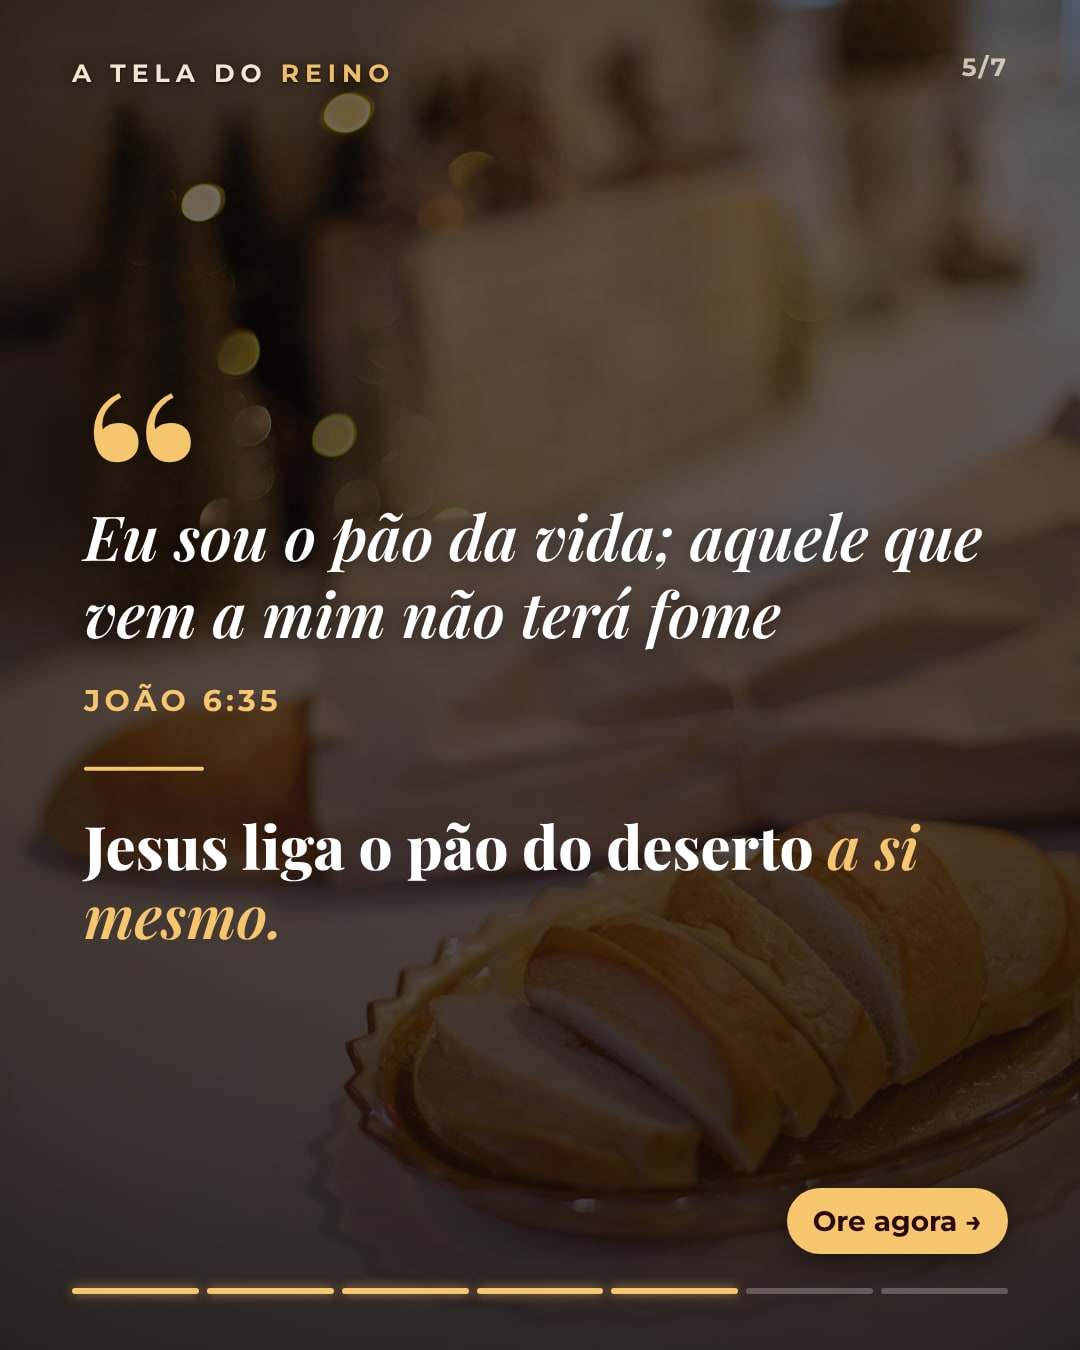 A TELA DO REINO
5/7
“
Eu sou o pão da vida; aquele que
vem a mim não terá fome
JOÃO 6:35
Jesus liga o pão do deserto a si
mesmo.
Ore agora →